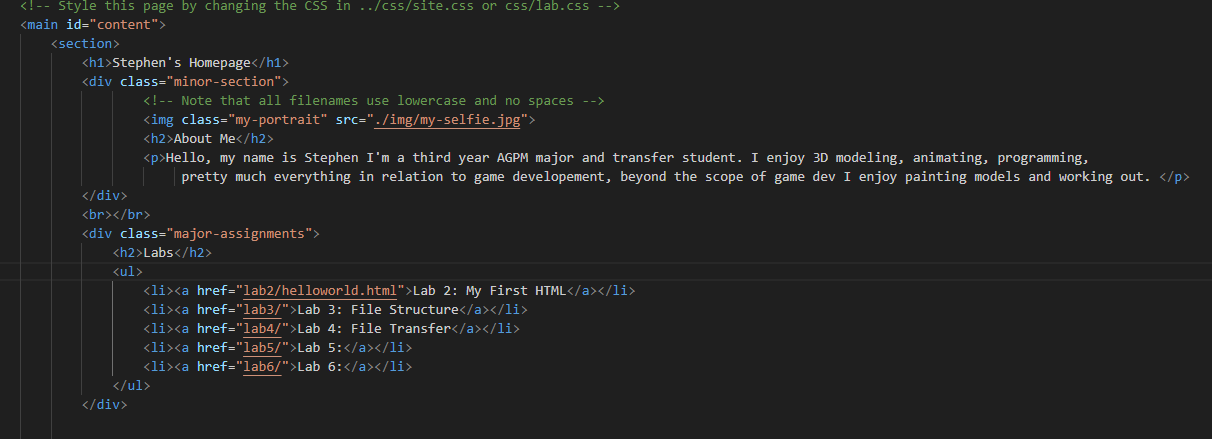 <!-- Style this page by changing the CSS in ../css/site.css or css/lab.css -->
<main id="content">
<section>
<h1>Stephen's Homepage</h1>
<div class="minor-section">
<!-- Note that all filenames use lowercase and no spaces -->
<img class="my-portrait" src="./img/my-selfie.jpg">
<h2>About Me</h2>
<p>Hello, my name is Stephen I'm a third year AGPM major and transfer student. I enjoy 3D modeling, animating, programming,
pretty much everything in relation to game developement, beyond the scope of game dev I enjoy painting models and working out. </p>
</div>
<br></br>
<div class="major-assignments">
<h2>Labs</h2>
<ul>
<li><a href="lab2/helloworld.html">Lab 2: My First HTML</a></li>
<li><a href="lab3/">Lab 3: File Structure</a></li>
<li><a href="lab4/">Lab 4: File Transfer</a></li>
<li><a href="lab5/">Lab 5:</a></li>
<li><a href="lab6/">Lab 6:</a></li>
</ul>
</div>